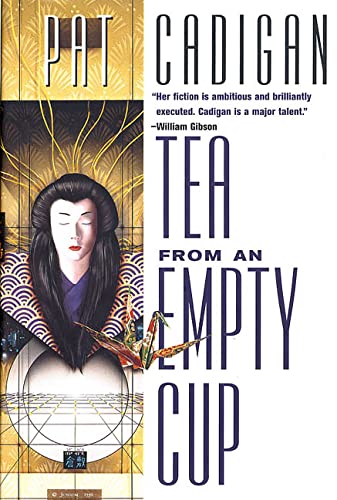 PAT CADIGAN
"Her fiction is ambitious and brilliantly
executed. Cadigan is a major talent."
–William Gibson
TEA
FROM AN
EMPTY
CUP